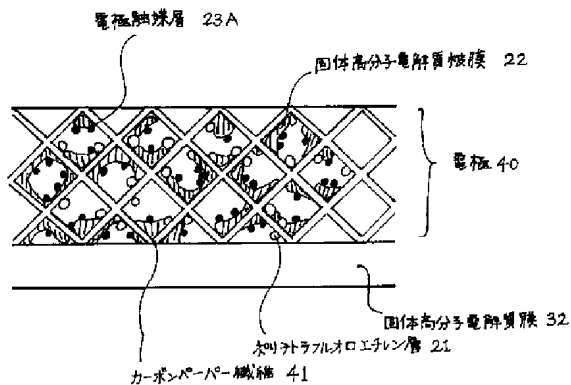 電極触媒層 23A
固体高分子電解質被膜 22
電極 40
固体高分子電解質膜 32
ポリテトラフルオロエチレン層 21
カーボンペーパー繊維 41